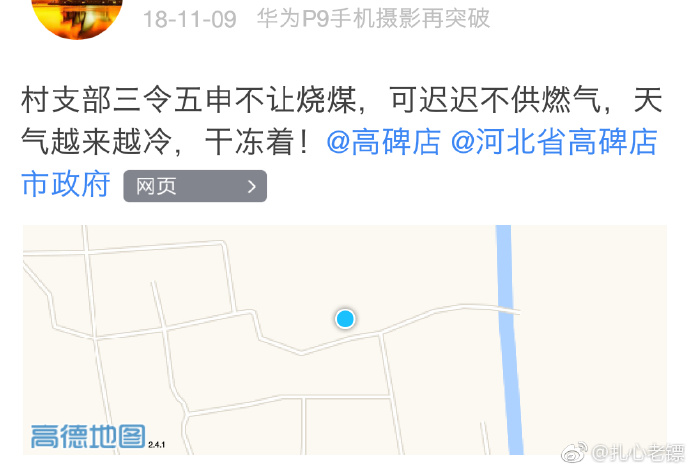 18-11-09 华为P9手机摄影再突破
村支部三令五申不让烧煤，可迟迟不供燃气，天
气越来越冷，干冻着！@高碑店 @河北省高碑店
市政府 网页
高德地图 2.4.1
@扎心老镖